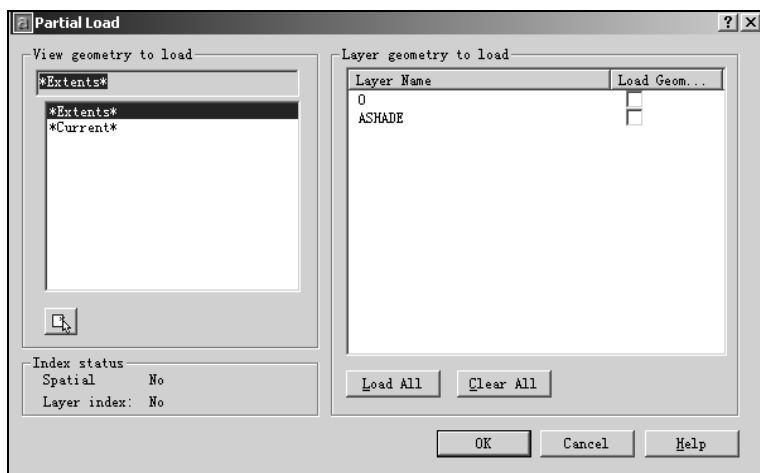 Partial Load
View geometry to load
*Extents*
*Extents*
*Current*
Index status
Spatial No
Layer index: No
Layer geometry to load
Layer Name Load Geom...
0
ASHADE
Load All Clear All
OK Cancel Help